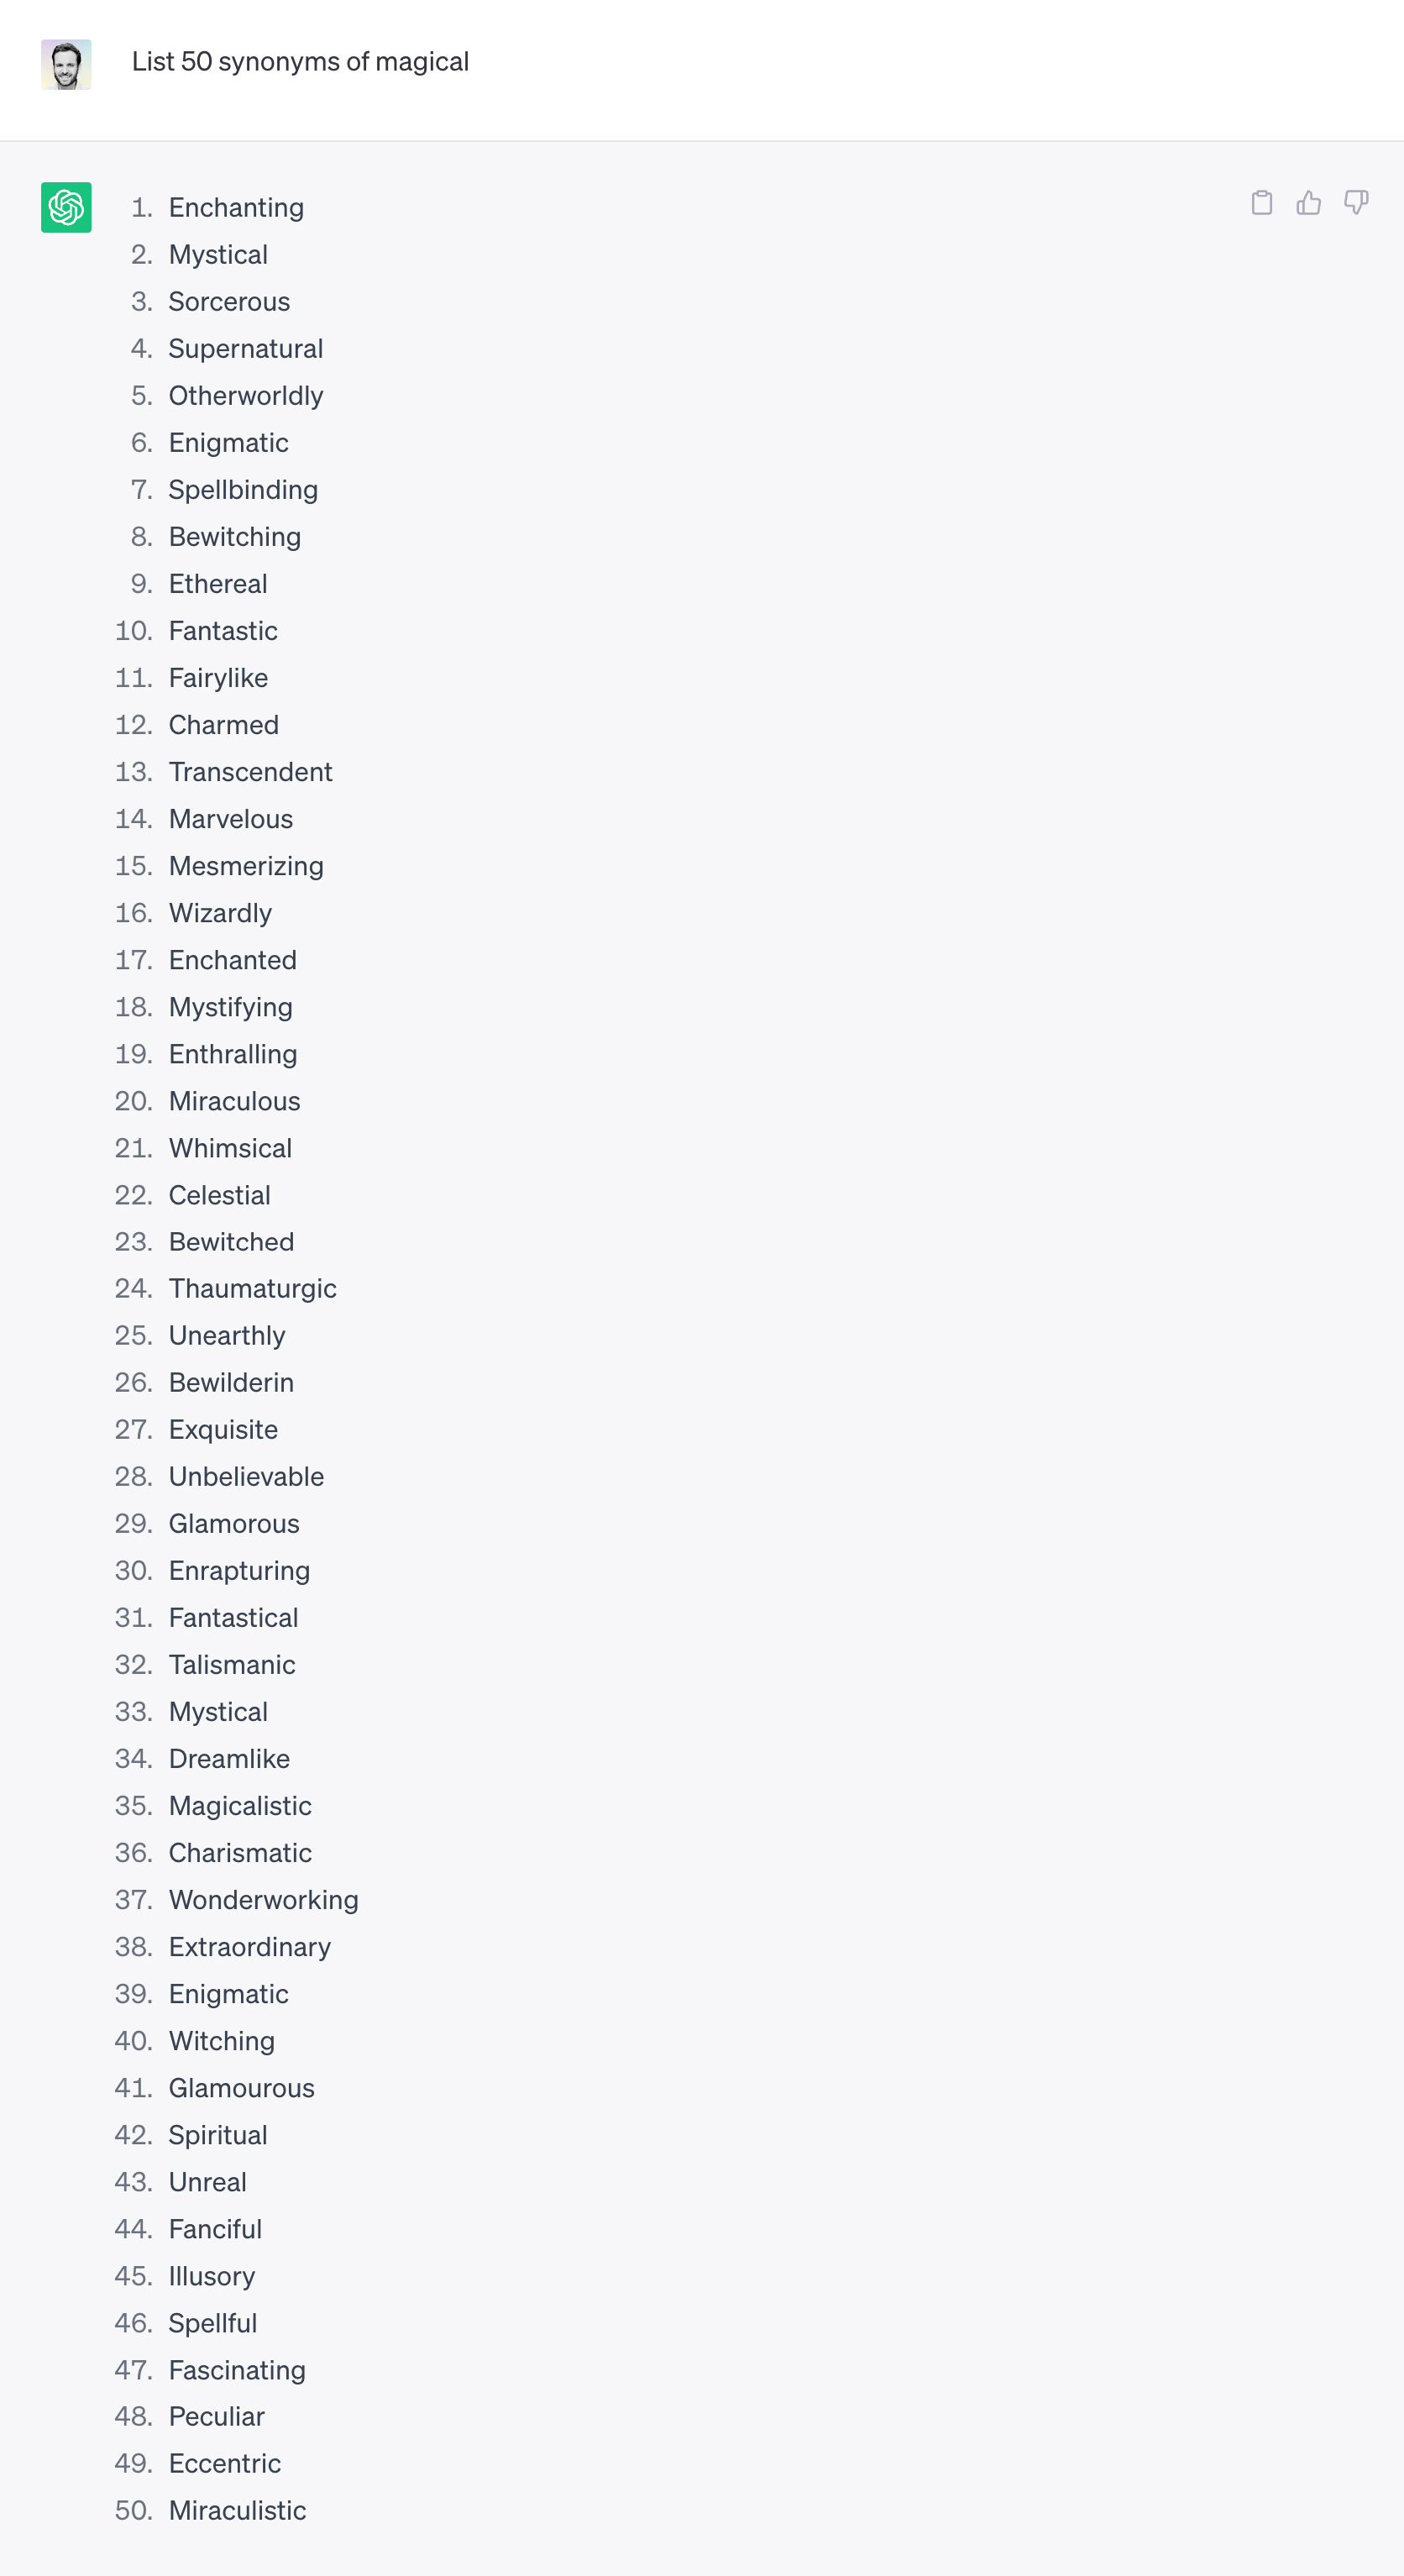 List 50 synonyms of magical
1. Enchanting
2. Mystical
3. Sorcerous
4. Supernatural
5. Otherworldly
6. Enigmatic
7. Spellbinding
8. Bewitching
9. Ethereal
10. Fantastic
11. Fairylike
12. Charmed
13. Transcendent
14. Marvelous
15. Mesmerizing
16. Wizardly
17. Enchanted
18. Mystifying
19. Enthralling
20. Miraculous
21. Whimsical
22. Celestial
23. Bewitched
24. Thaumaturgic
25. Unearthly
26. Bewilderin
27. Exquisite
28. Unbelievable
29. Glamorous
30. Enrapturing
31. Fantastical
32. Talismanic
33. Mystical
34. Dreamlike
35. Magicalistic
36. Charismatic
37. Wonderworking
38. Extraordinary
39. Enigmatic
40. Witching
41. Glamourous
42. Spiritual
43. Unreal
44. Fanciful
45. Illusory
46. Spellful
47. Fascinating
48. Peculiar
49. Eccentric
50. Miraculistic